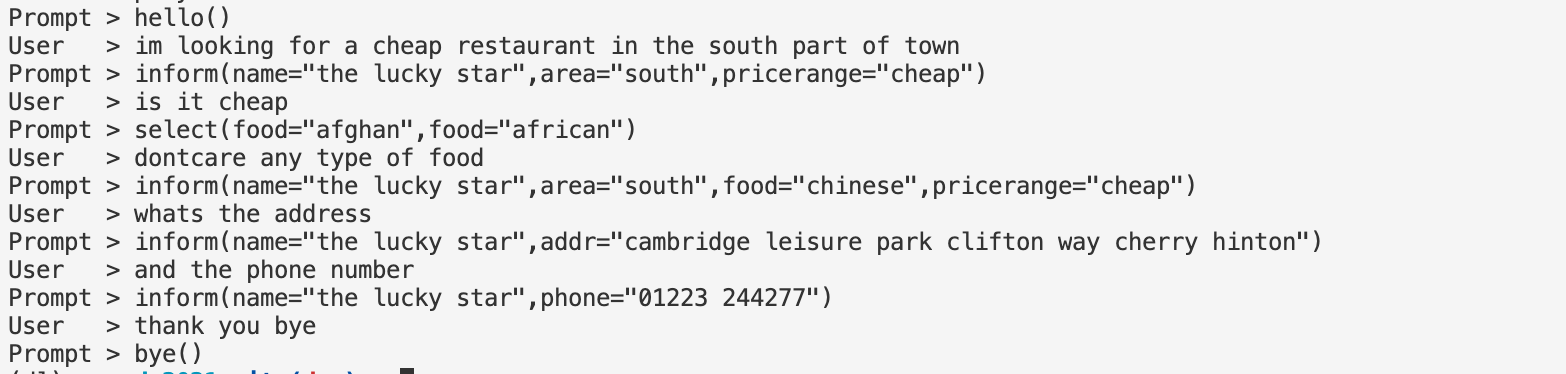 Prompt > hello()
User   > im looking for a cheap restaurant in the south part of town
Prompt > inform(name="the lucky star",area="south",pricerange="cheap")
User   > is it cheap
Prompt > select(food="afghan",food="african")
User   > dontcare any type of food
Prompt > inform(name="the lucky star",area="south",food="chinese",pricerange="cheap")
User   > whats the address
Prompt > inform(name="the lucky star",addr="cambridge leisure park clifton way cherry hinton")
User   > and the phone number
Prompt > inform(name="the lucky star",phone="01223 244277")
User   > thank you bye
Prompt > bye()